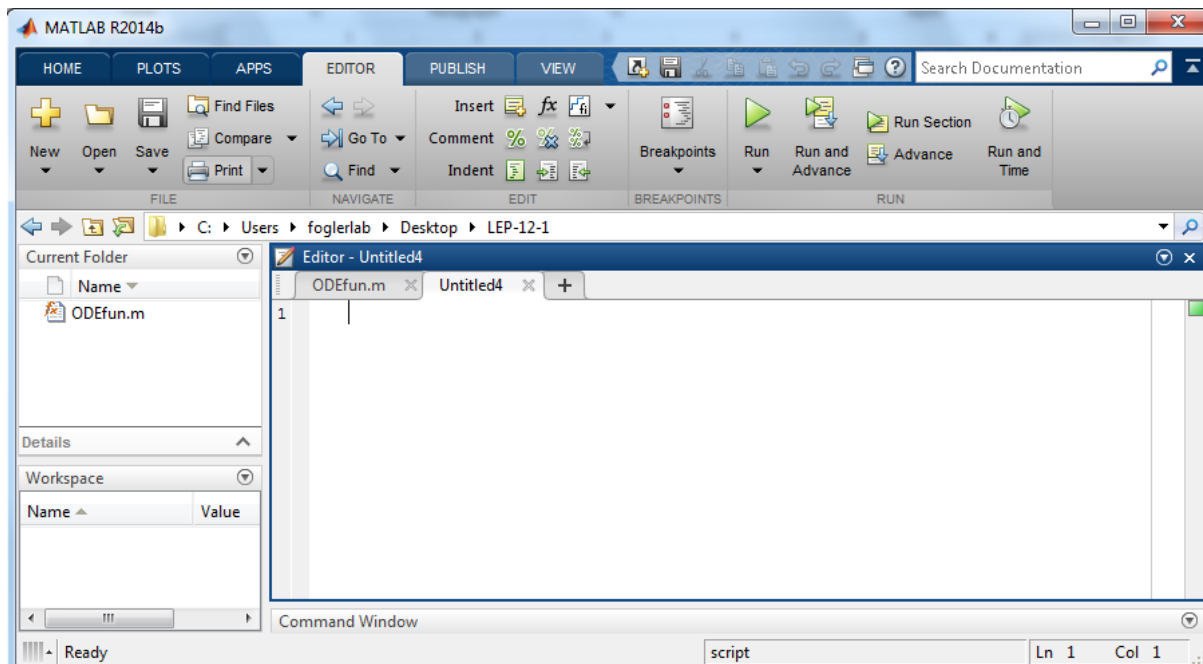 MATLAB R2014b
HOME PLOTS APPS EDITOR PUBLISH VIEW Search Documentation
Find Files Insert fx
New Open Save Compare Go To Comment Breakpoints Run Run and Advance Run Section Advance Run and Time
Print Find Indent
FILE NAVIGATE EDIT BREAKPOINTS RUN
C: Users foglerlab Desktop LEP-12-1
Current Folder Editor - Untitled4
Name ODEfun.m Untitled4 +
ODEfun.m 1
Details
Workspace
Name Value
Command Window
Ready script Ln 1 Col 1